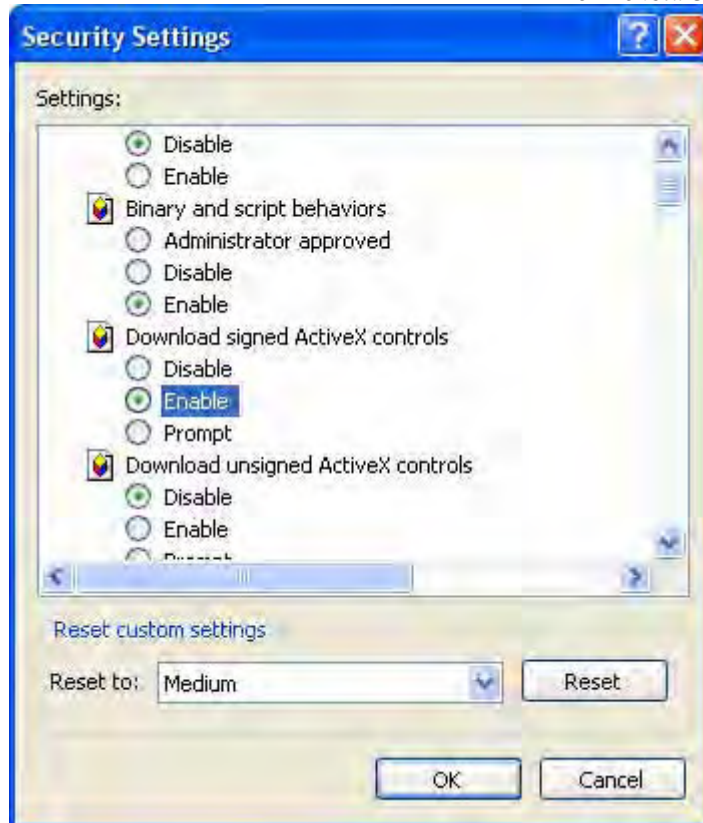 Security Settings
Settings:
Disable
Enable
Binary and script behaviors
Administrator approved
Disable
Enable
Download signed ActiveX controls
Disable
Enable
Prompt
Download unsigned ActiveX controls
Disable
Enable
Reset custom settings
Reset to: Medium Reset
OK Cancel